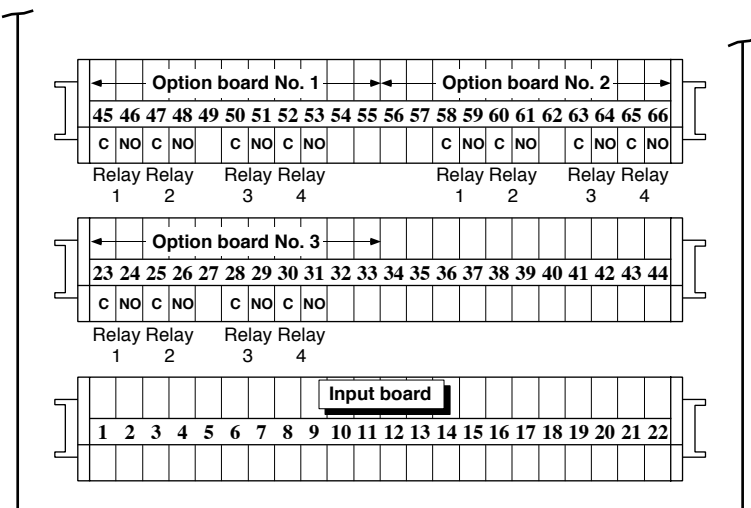 Option board No. 1 Option board No. 2
45 46 47 48 49 50 51 52 53 54 55 56 57 58 59 60 61 62 63 64 65 66
C NO C NO C NO C NO C NO C NO C NO C NO
Relay Relay Relay Relay Relay Relay Relay Relay
1 2 3 4 1 2 3 4
Option board No. 3
23 24 25 26 27 28 29 30 31 32 33 34 35 36 37 38 39 40 41 42 43 44
C NO C NO C NO C NO
Relay Relay Relay Relay
1 2 3 4
Input board
1 2 3 4 5 6 7 8 9 10 11 12 13 14 15 16 17 18 19 20 21 22